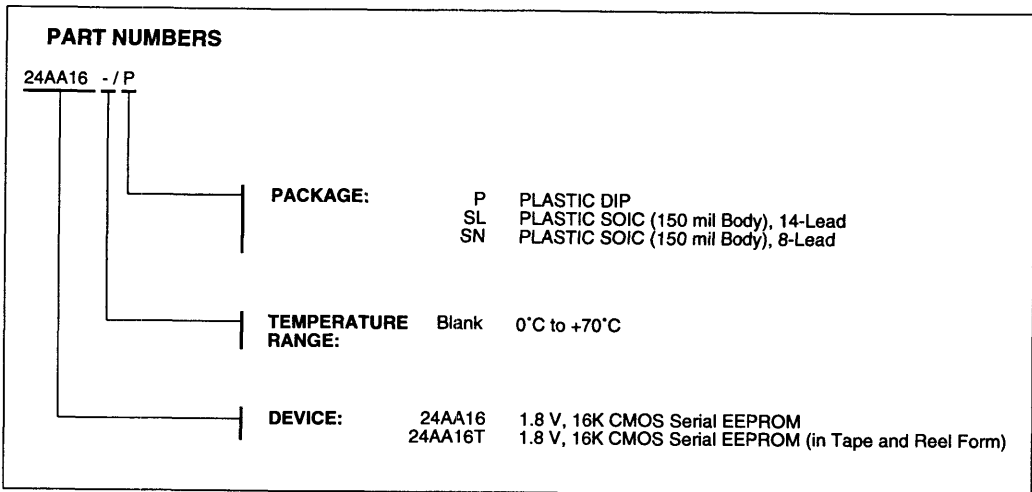 PART NUMBERS
24AA16 - / P
PACKAGE: P PLASTIC DIP
SL PLASTIC SOIC (150 mil Body), 14-Lead
SN PLASTIC SOIC (150 mil Body), 8-Lead
TEMPERATURE Blank 0°C to +70°C
RANGE:
DEVICE: 24AA16 1.8 V, 16K CMOS Serial EEPROM
24AA16T 1.8 V, 16K CMOS Serial EEPROM (in Tape and Reel Form)